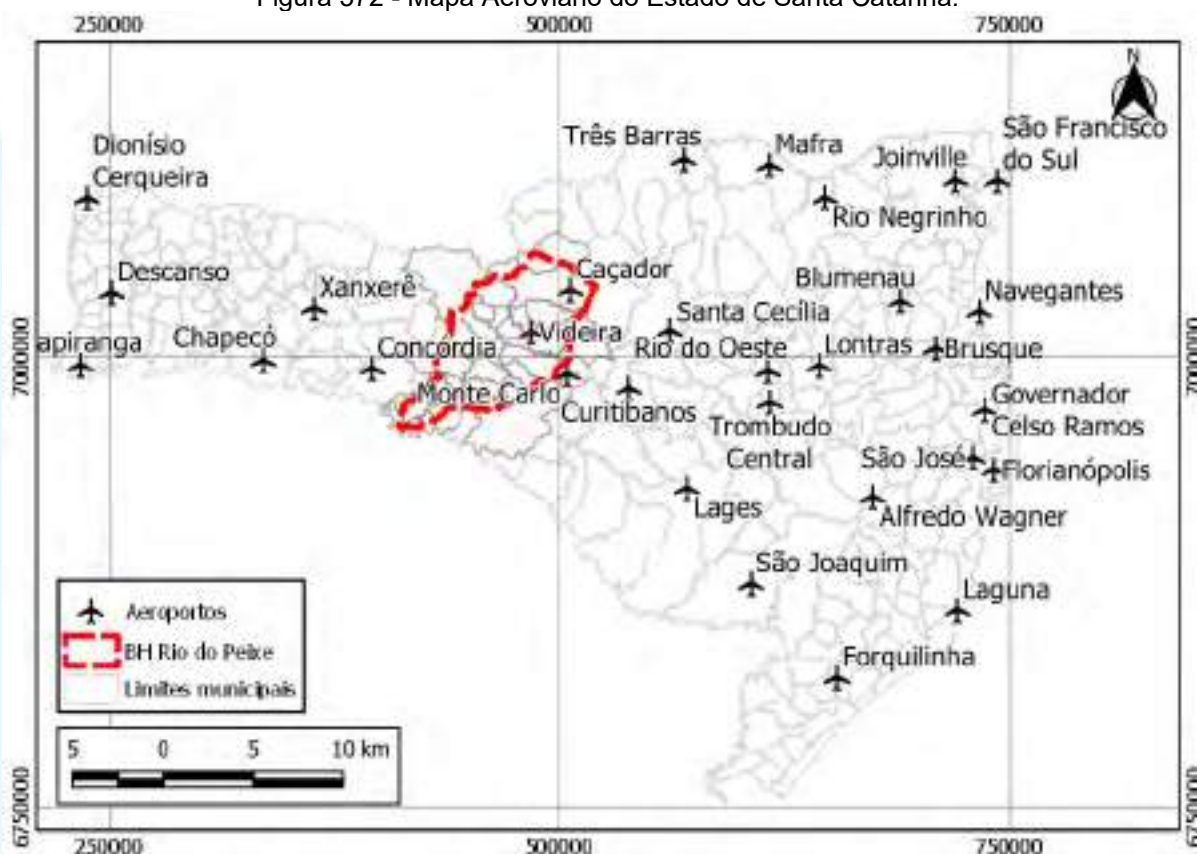 Figura 372 - Mapa Aeroviário do Estado de Santa Catarina.
250000
500000
750000
N
Dionísio
Cerqueira
Três Barras
Mafra
Joinville
São Francisco
do Sul
Rio Negrinho
Descanso
Xanxerê
Caçador
Blumenau
Navegantes
Videira
Santa Cecília
apiranga
Chapecó
Concórdia
Rio do Oeste
Lontras
Brusque
7000000
7000000
Monte Carlo
Curitibanos
Trombudo
Central
Governador
Celso Ramos
São José
Florianópolis
Lages
Alfredo Wagner
São Joaquim
Laguna
Forquilinha
Aeroportos
BH Rio do Peixe
Limites municipais
5 0 5 10 km
6750000
6750000
250000
500000
750000